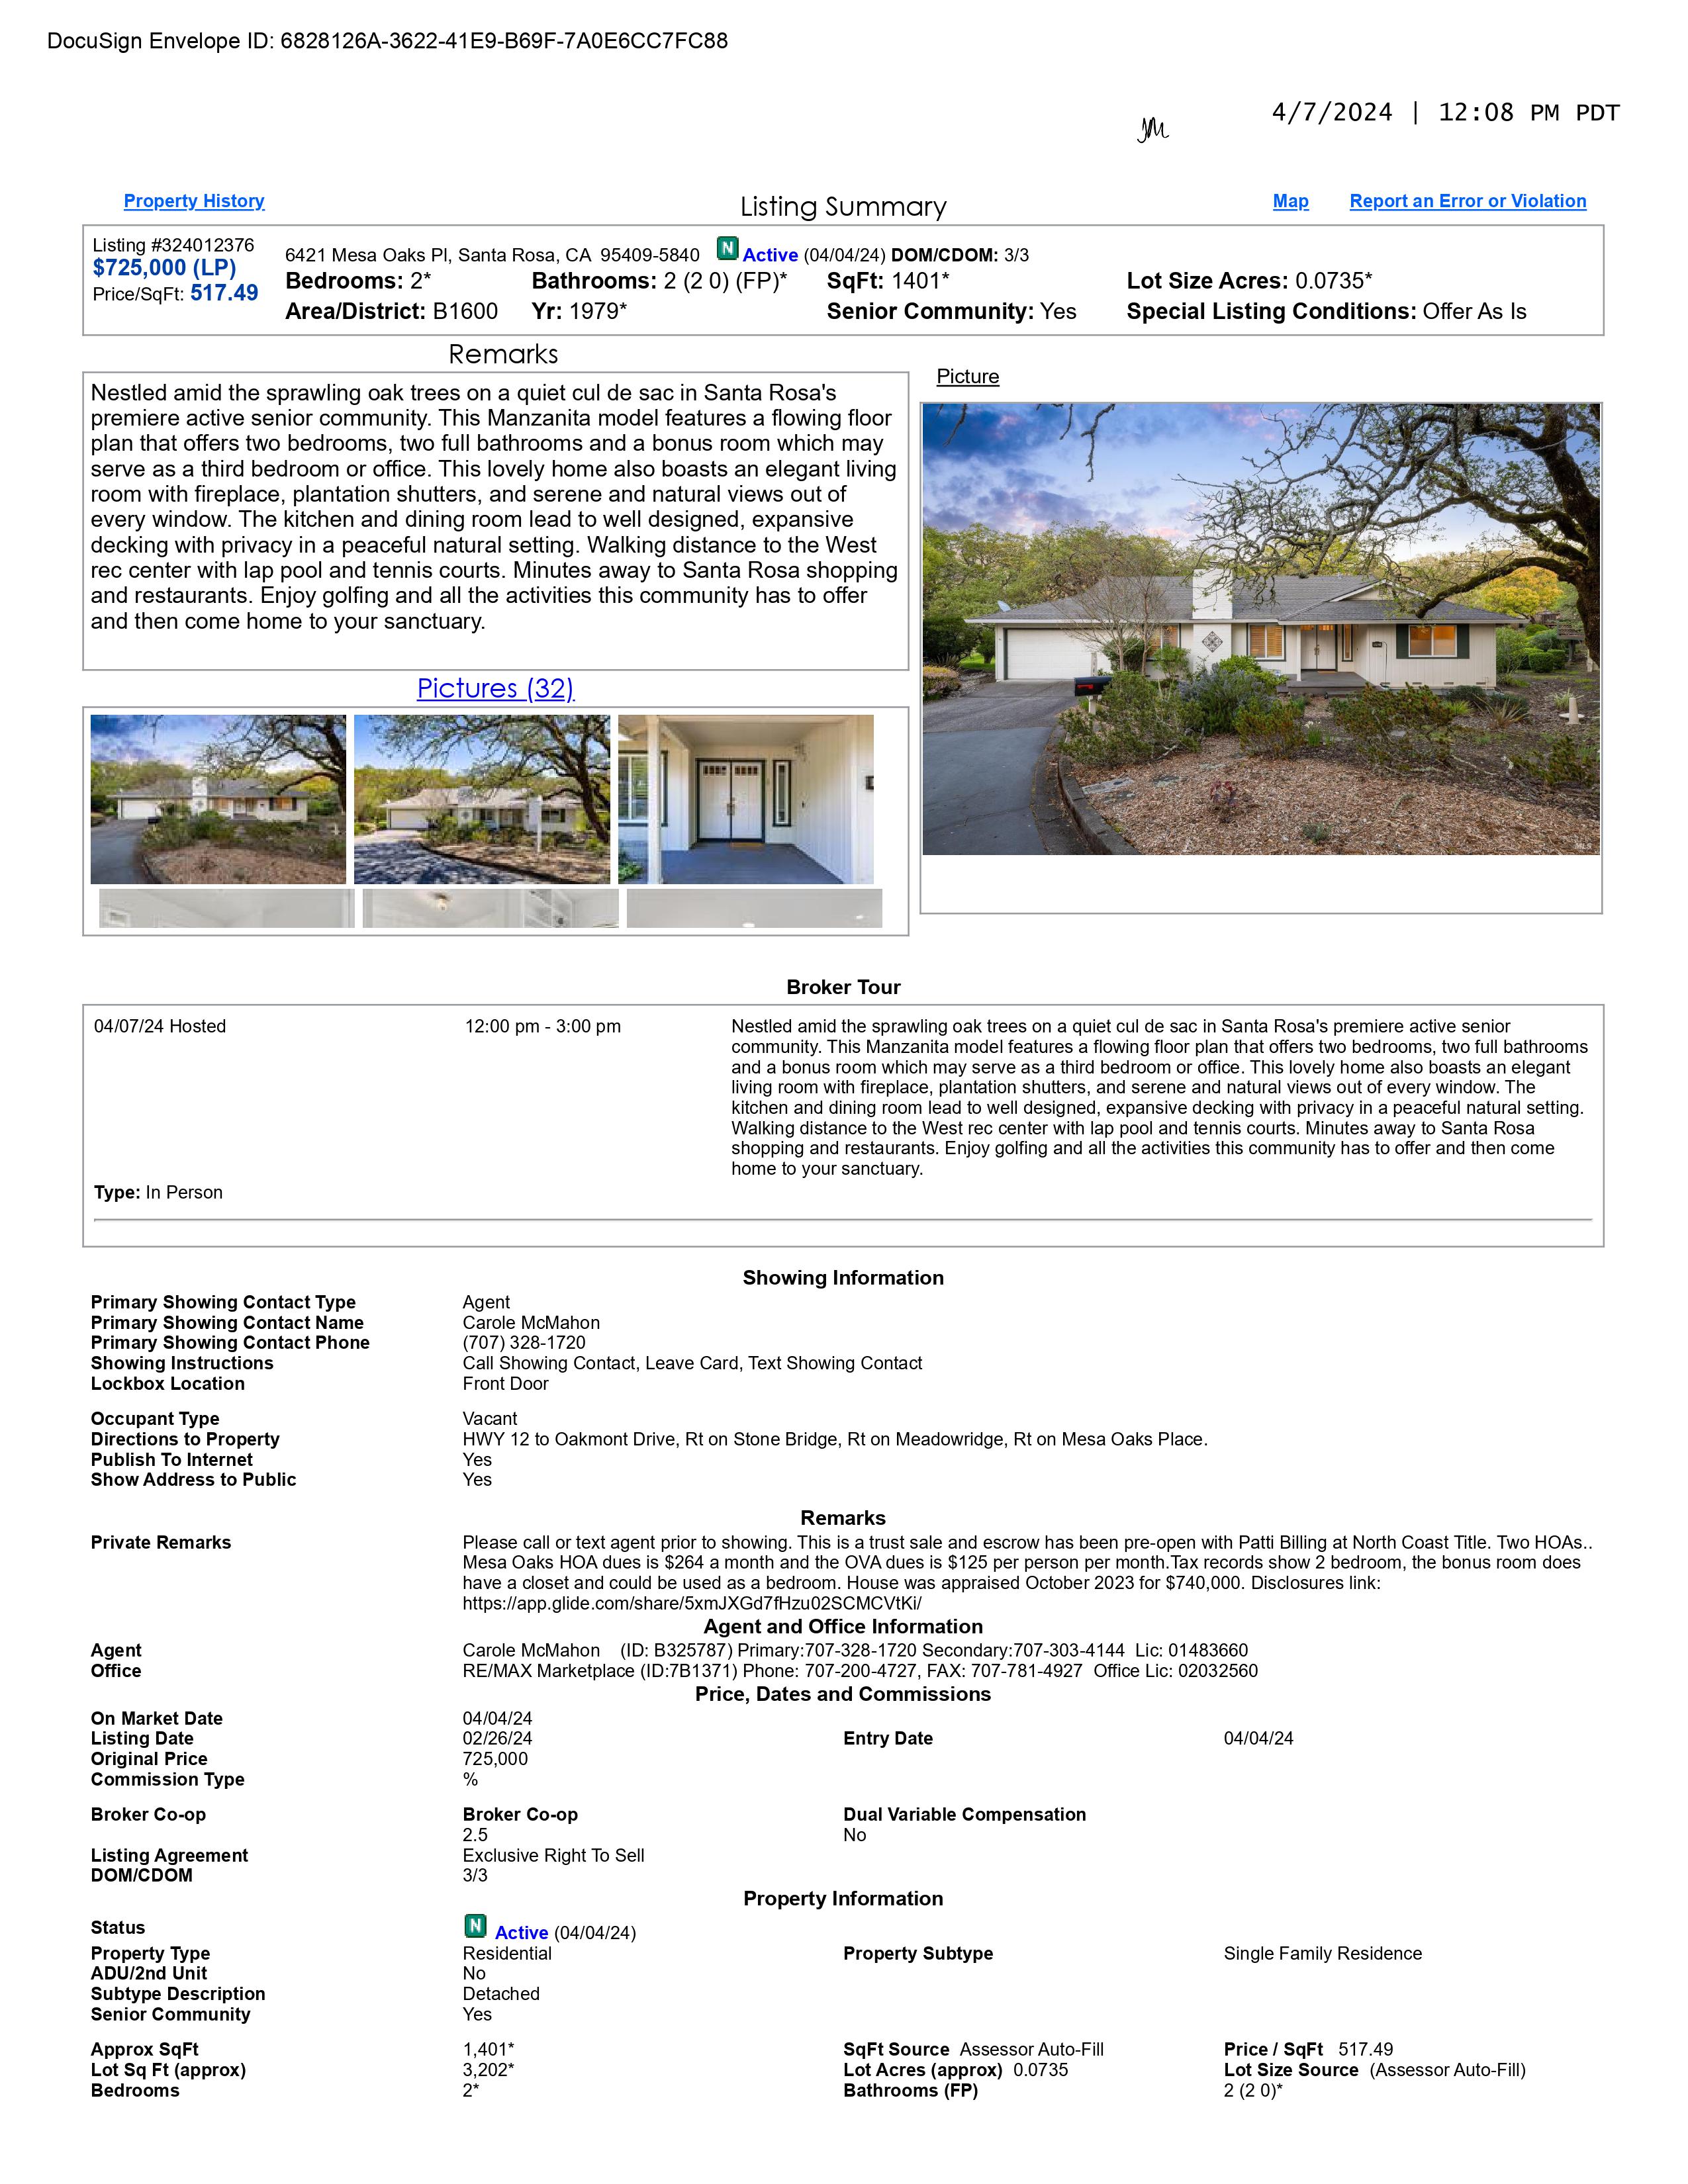 DocuSign Envelope ID: 6828126A-3622-41E9-B69F-7A0E6CC7FC88
JM
4/7/2024 | 12:08 PM PDT
Property History
Listing Summary
Map
Report an Error or Violation
Listing #324012376
$725,000 (LP)
Price/SqFt: 517.49
6421 Mesa Oaks Pl, Santa Rosa, CA 95409-5840 N Active (04/04/24) DOM/CDOM: 3/3
Bedrooms: 2* Bathrooms: 2 (2 0) (FP)* SqFt: 1401* Lot Size Acres: 0.0735*
Area/District: B1600 Yr: 1979* Senior Community: Yes Special Listing Conditions: Offer As Is
Remarks
Nestled amid the sprawling oak trees on a quiet cul de sac in Santa Rosa's
premiere active senior community. This Manzanita model features a flowing floor
plan that offers two bedrooms, two full bathrooms and a bonus room which may
serve as a third bedroom or office. This lovely home also boasts an elegant living
room with fireplace, plantation shutters, and serene and natural views out of
every window. The kitchen and dining room lead to well designed, expansive
decking with privacy in a peaceful natural setting. Walking distance to the West
rec center with lap pool and tennis courts. Minutes away to Santa Rosa shopping
and restaurants. Enjoy golfing and all the activities this community has to offer
and then come home to your sanctuary.
Picture
MLS
Pictures (32)
Broker Tour
04/07/24 Hosted
12:00 pm - 3:00 pm
Nestled amid the sprawling oak trees on a quiet cul de sac in Santa Rosa's premiere active senior
community. This Manzanita model features a flowing floor plan that offers two bedrooms, two full bathrooms
and a bonus room which may serve as a third bedroom or office. This lovely home also boasts an elegant
living room with fireplace, plantation shutters, and serene and natural views out of every window. The
kitchen and dining room lead to well designed, expansive decking with privacy in a peaceful natural setting.
Walking distance to the West rec center with lap pool and tennis courts. Minutes away to Santa Rosa
shopping and restaurants. Enjoy golfing and all the activities this community has to offer and then come
home to your sanctuary.
Type: In Person
Showing Information
Primary Showing Contact Type Agent
Primary Showing Contact Name Carole McMahon
Primary Showing Contact Phone (707) 328-1720
Showing Instructions Call Showing Contact, Leave Card, Text Showing Contact
Lockbox Location Front Door
Occupant Type Vacant
Directions to Property HWY 12 to Oakmont Drive, Rt on Stone Bridge, Rt on Meadowridge, Rt on Mesa Oaks Place.
Publish To Internet Yes
Show Address to Public Yes
Remarks
Private Remarks Please call or text agent prior to showing. This is a trust sale and escrow has been pre-open with Patti Billing at North Coast Title. Two HOAs..
Mesa Oaks HOA dues is $264 a month and the OVA dues is $125 per person per month.Tax records show 2 bedroom, the bonus room does
have a closet and could be used as a bedroom. House was appraised October 2023 for $740,000. Disclosures link:
https://app.glide.com/share/5xmJXGd7fHzu02SCMCVtKi/
Agent and Office Information
Agent Carole McMahon (ID: B325787) Primary:707-328-1720 Secondary:707-303-4144 Lic: 01483660
Office RE/MAX Marketplace (ID:7B1371) Phone: 707-200-4727, FAX: 707-781-4927 Office Lic: 02032560
Price, Dates and Commissions
On Market Date 04/04/24
Listing Date 02/26/24 Entry Date 04/04/24
Original Price 725,000
Commission Type %
Broker Co-op Broker Co-op Dual Variable Compensation
2.5 No
Listing Agreement Exclusive Right To Sell
DOM/CDOM 3/3
Property Information
Status N Active (04/04/24)
Property Type Residential Property Subtype Single Family Residence
ADU/2nd Unit No
Subtype Description Detached
Senior Community Yes
Approx SqFt 1,401* SqFt Source Assessor Auto-Fill Price / SqFt 517.49
Lot Sq Ft (approx) 3,202* Lot Acres (approx) 0.0735 Lot Size Source (Assessor Auto-Fill)
Bedrooms 2* Bathrooms (FP) 2 (2 0)*